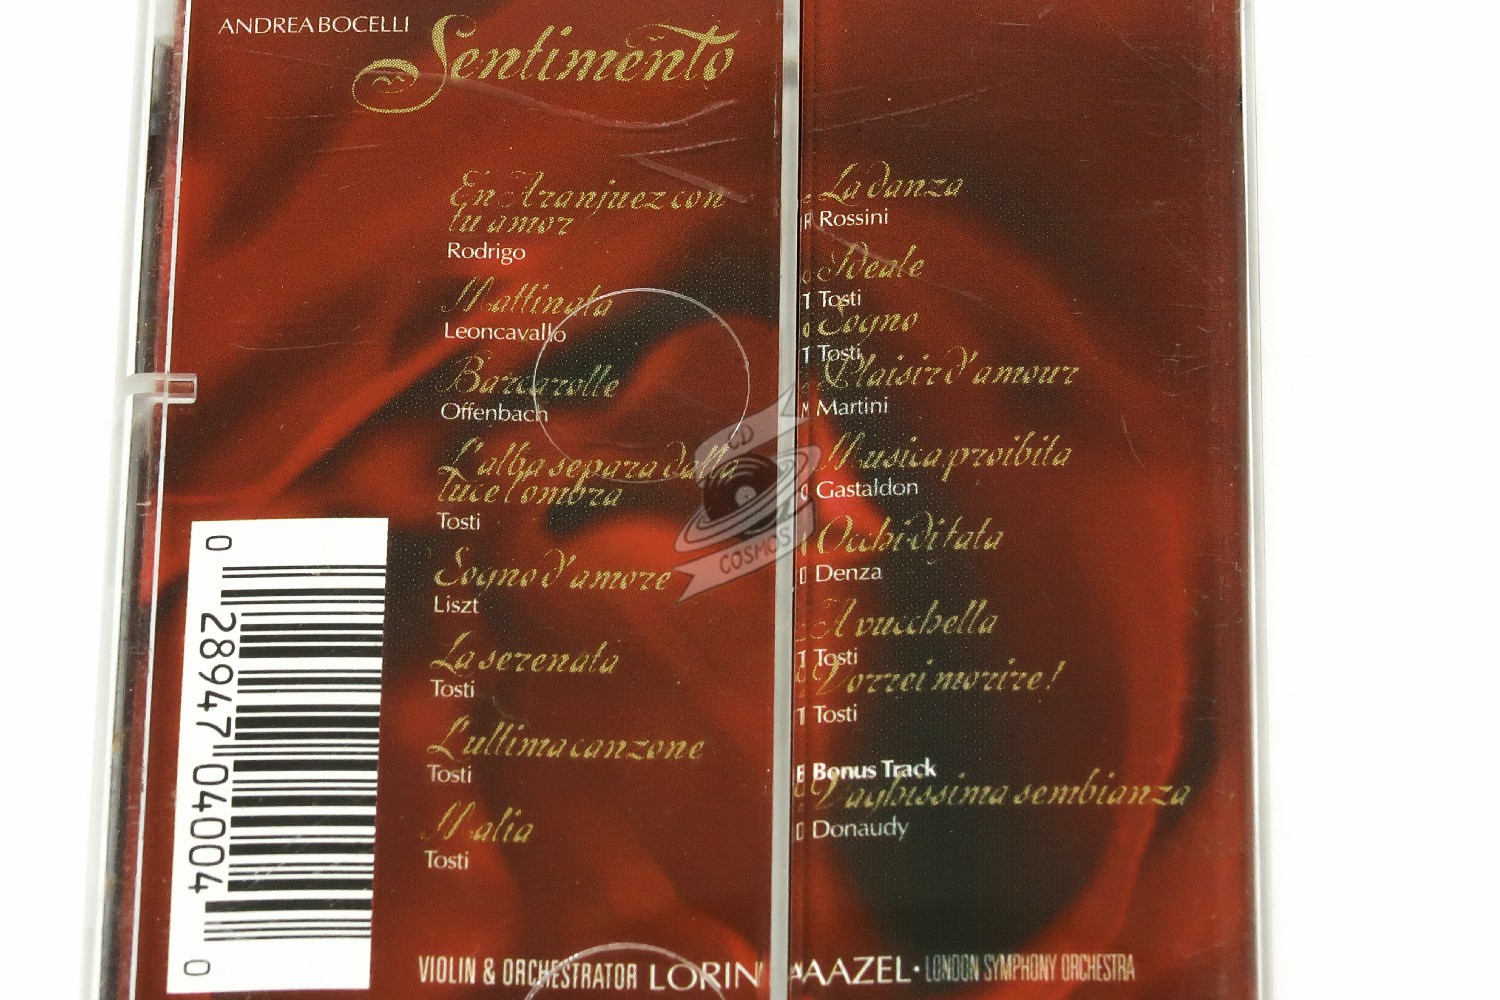 ANDREA BOCELLI
Sentimento
En Aranjuez con
tu amor
Rodrigo
Mattinata
Leoncavallo
Barcarolle
Offenbach
L'alba separa dalla
luce l'ombra
Tosti
Sogno d'amore
Liszt
La serenata
Tosti
L'ultima canzone
Tosti
Malia
Tosti
La danza
Rossini
Ideale
Tosti
Sogno
Tosti
Plaisir d'amour
Martini
Musica proibita
Gastaldon
Occhi di fata
Denza
A vucchella
Tosti
Vorrei morire!
Tosti
Bonus Track
Vaghissima sembianza
Donaudy
VIOLIN & ORCHESTRATOR LORIN MAAZEL · LONDON SYMPHONY ORCHESTRA
0 28947 04004 0
CD
COSMOS